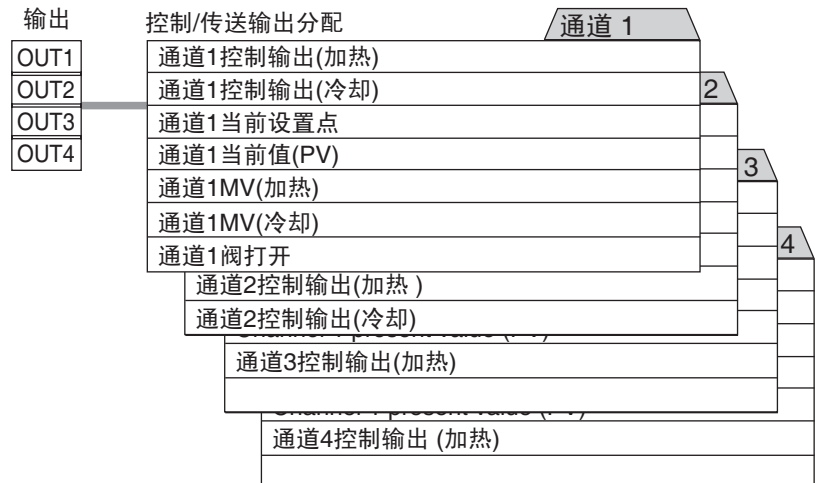 输出
控制/传送输出分配
通道 1
OUT1
OUT2
OUT3
OUT4
通道1控制输出(加热)
通道1控制输出(冷却)
通道1当前设置点
通道1当前值(PV)
通道1MV(加热)
通道1MV(冷却)
通道1阀打开
2
通道2控制输出(加热 )
通道2控制输出(冷却)
3
通道3控制输出(加热)
4
通道4控制输出 (加热)